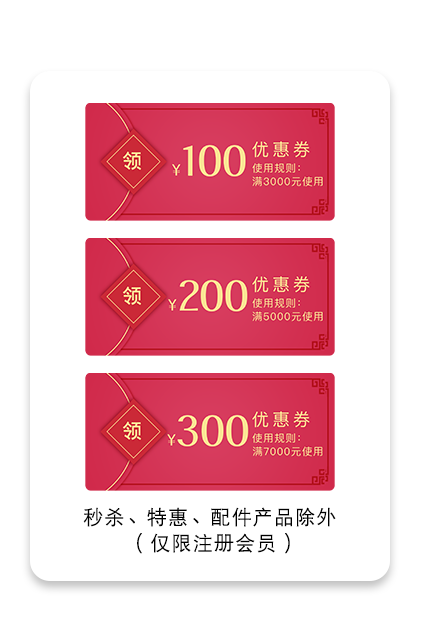 领
¥100
优惠券
使用规则：
满3000元使用
领
¥200
优惠券
使用规则：
满5000元使用
领
¥300
优惠券
使用规则：
满7000元使用
秒杀、特惠、配件产品除外
（仅限注册会员）